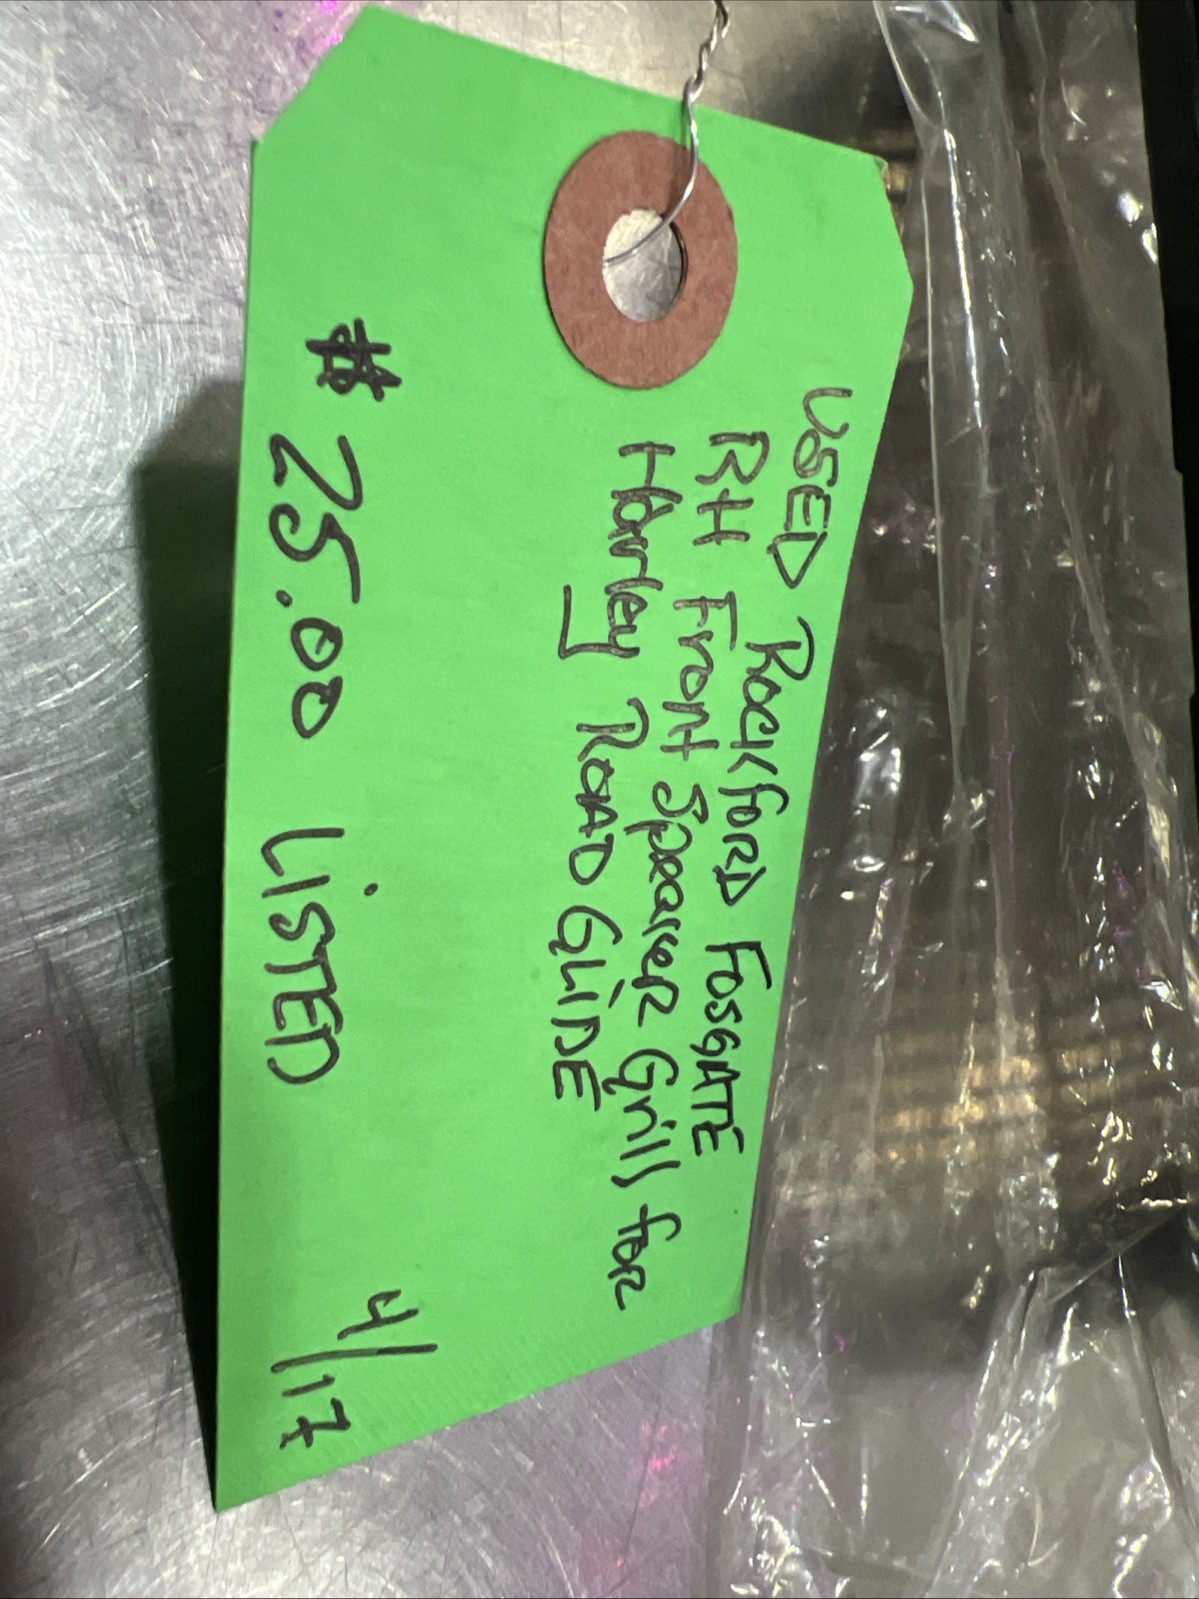 USED Rockford Fosgate
RH Front Speaker Grill for
Harley Road GLiDE
$ 25.00 LiSTED 4/17